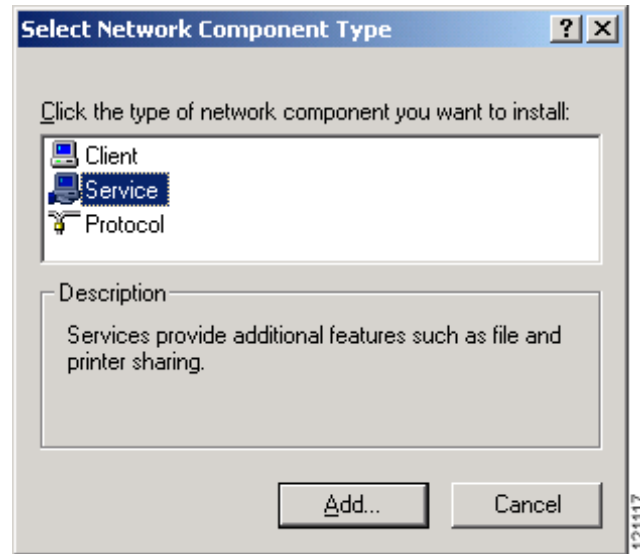 Select Network Component Type
Click the type of network component you want to install:
Client
Service
Protocol
Description
Services provide additional features such as file and
printer sharing.
Add... Cancel
121117